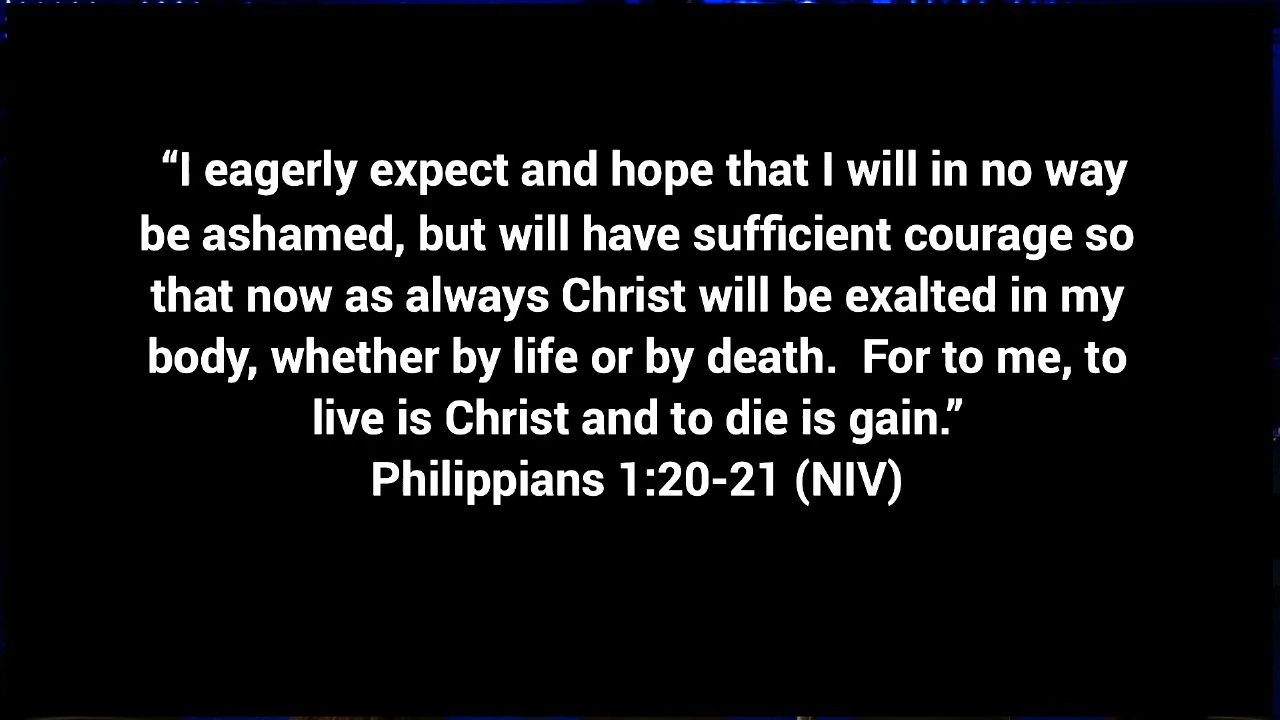 “I eagerly expect and hope that I will in no way
be ashamed, but will have sufficient courage so
that now as always Christ will be exalted in my
body, whether by life or by death.  For to me, to
live is Christ and to die is gain.”
Philippians 1:20-21 (NIV)